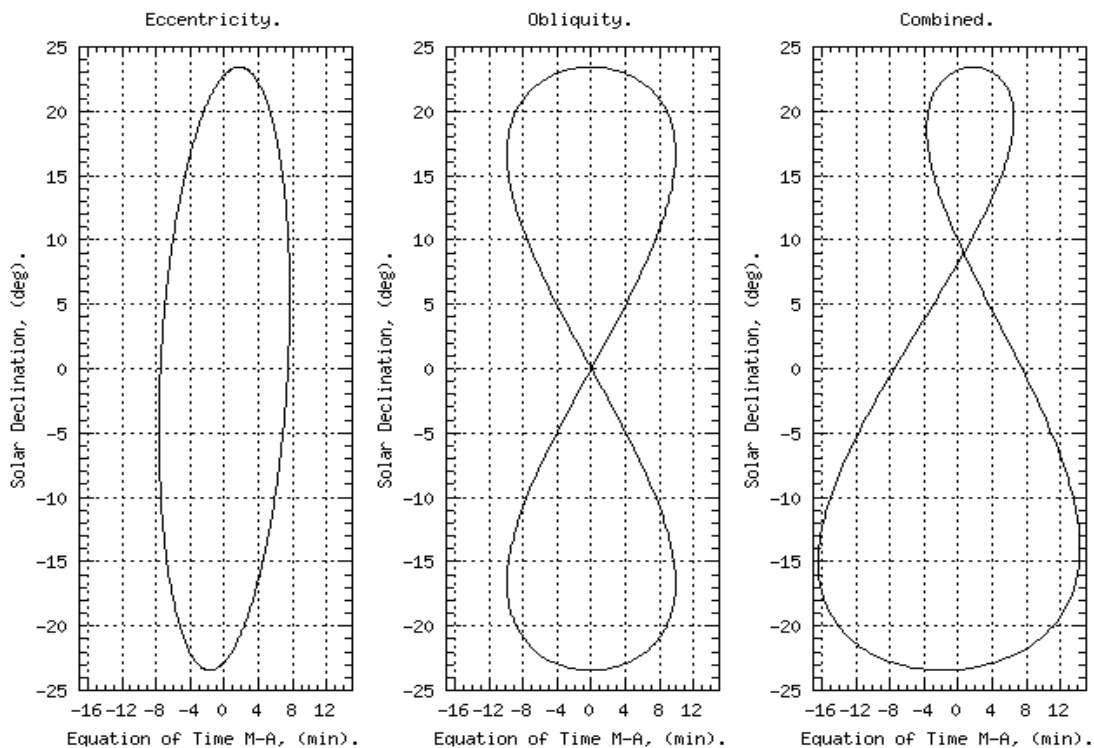 Eccentricity.
Obliquity.
Combined.
Solar Declination, (deg).
25
20
15
10
5
0
-5
-10
-15
-20
-25
-16 -12 -8 -4 0 4 8 12
Equation of Time M-A, (min).
Solar Declination, (deg).
25
20
15
10
5
0
-5
-10
-15
-20
-25
-16 -12 -8 -4 0 4 8 12
Equation of Time M-A, (min).
Solar Declination, (deg).
25
20
15
10
5
0
-5
-10
-15
-20
-25
-16 -12 -8 -4 0 4 8 12
Equation of Time M-A, (min).